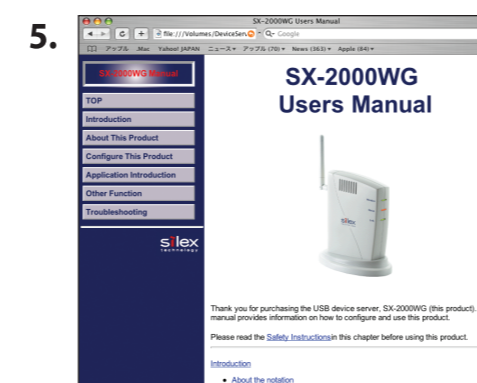 5.
SX-2000WG Users Manual
file:///Volumes/DeviceServ
Q- Google
アップル .Mac Yahoo! JAPAN ニュース▾ アップル (70)▾ News (363)▾ Apple (84)▾
SX-2000WG Manual
TOP
Introduction
About This Product
Configure This Product
Application Introduction
Other Function
Troubleshooting
silex
technology
SX-2000WG
Users Manual
silex
Thank you for purchasing the USB device server, SX-2000WG (this product).
manual provides information on how to configure and use this product.
Please read the Safety Instructionsin this chapter before using this product.
Introduction
• About the notation